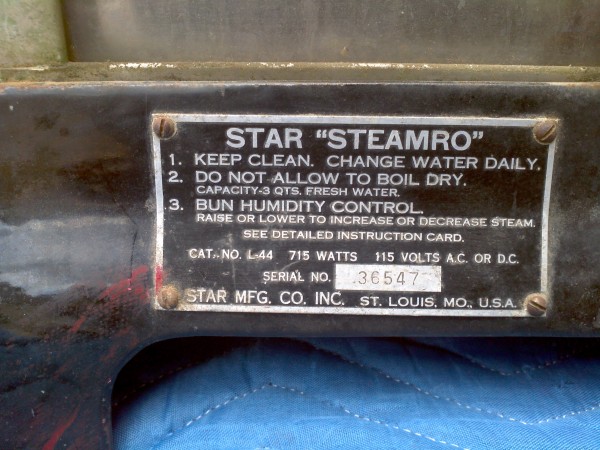 STAR "STEAMRO"
1. KEEP CLEAN. CHANGE WATER DAILY.
2. DO NOT ALLOW TO BOIL DRY.
CAPACITY-3 QTS. FRESH WATER.
3. BUN HUMIDITY CONTROL.
RAISE OR LOWER TO INCREASE OR DECREASE STEAM.
SEE DETAILED INSTRUCTION CARD.
CAT. NO. L-44 715 WATTS 115 VOLTS A.C. OR D.C.
SERIAL NO. 36547
STAR MFG. CO. INC. ST. LOUIS, MO., U.S.A.